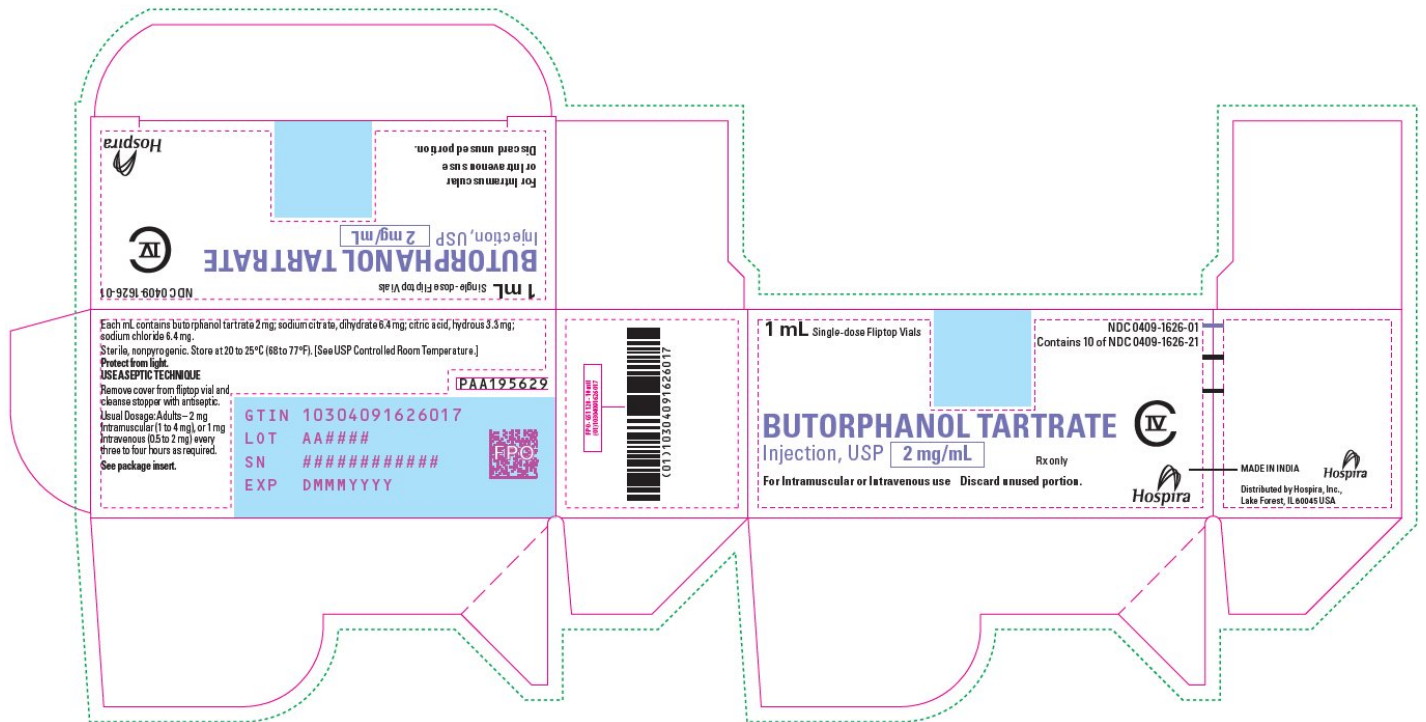 Hospira
For Intramuscular
or Intravenous use
Discard unused portion.
BUTORPHANOL TARTRATE
Injection, USP 2 mg/mL
CIV
1 mL Single-dose Fliptop Vials
NDC 0409-1626-01
Each mL contains butorphanol tartrate 2 mg; sodium citrate, dihydrate 6.4 mg; citric acid, hydrous 3.3 mg;
sodium chloride 6.4 mg.
Sterile, nonpyrogenic. Store at 20 to 25°C (68 to 77°F). [See USP Controlled Room Temperature.]
Protect from light.
USE ASEPTIC TECHNIQUE
Remove cover from fliptop vial and
cleanse stopper with antiseptic.
Usual Dosage: Adults – 2 mg
Intramuscular (1 to 4 mg), or 1 mg
Intravenous (0.5 to 2 mg) every
three to four hours as required.
See package insert.
PAA195629
GTIN 10304091626017
LOT AA####
SN ############
EXP DMMMYYYY
FPO
(01)10304091626017
1 mL Single-dose Fliptop Vials
NDC 0409-1626-01
Contains 10 of NDC 0409-1626-21
BUTORPHANOL TARTRATE
Injection, USP 2 mg/mL
CIV
Rx only
For Intramuscular or Intravenous use Discard unused portion.
Hospira
MADE IN INDIA
Distributed by Hospira, Inc.,
Lake Forest, IL 60045 USA
Hospira